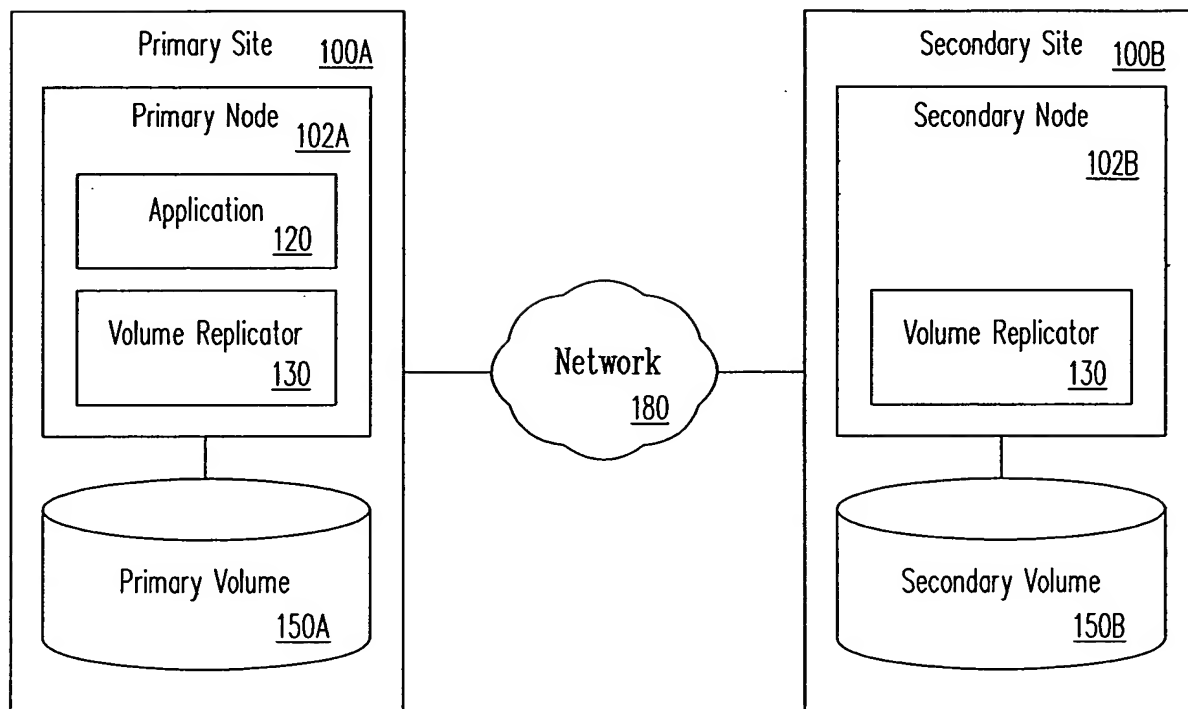 Primary Site 100A
Primary Node
102A
Application
120
Volume Replicator
130
Primary Volume
150A
Network
180
Secondary Site 100B
Secondary Node
102B
Volume Replicator
130
Secondary Volume
150B